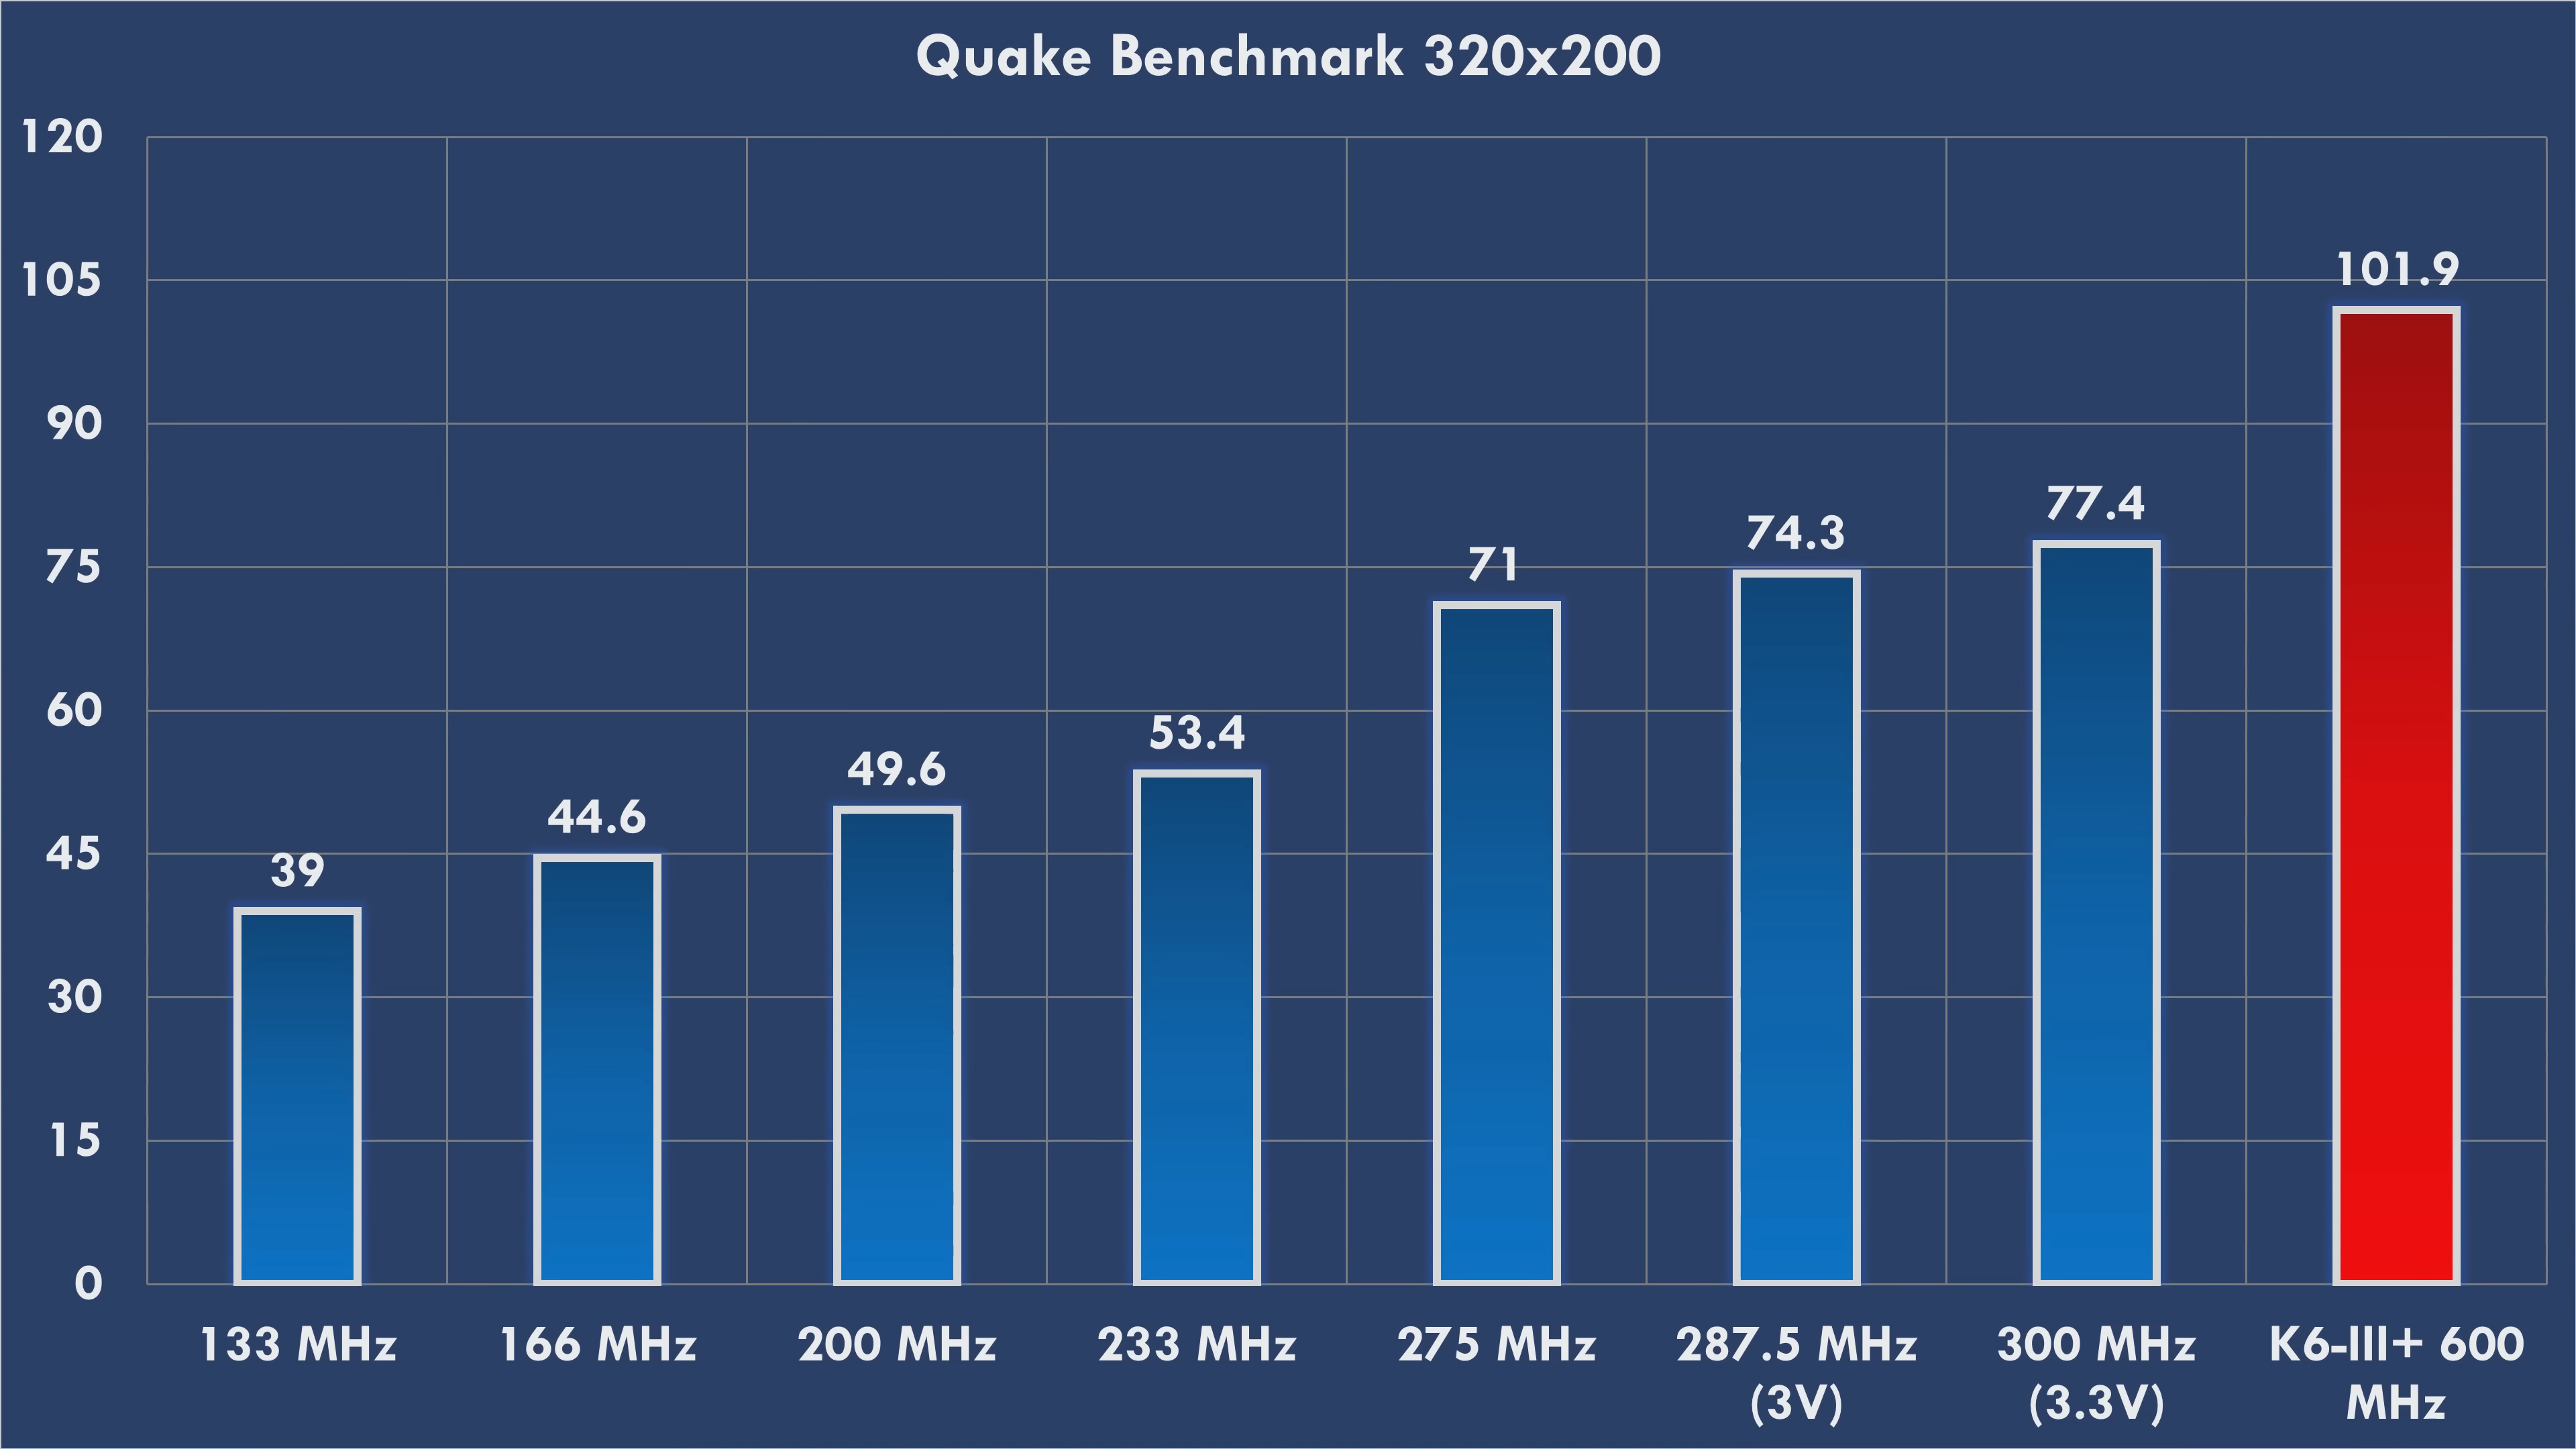 Quake Benchmark 320x200
120
105
90
75
60
45
30
15
0
39
44.6
49.6
53.4
71
74.3
77.4
101.9
133 MHz
166 MHz
200 MHz
233 MHz
275 MHz
287.5 MHz
(3V)
300 MHz
(3.3V)
K6-III+ 600
MHz